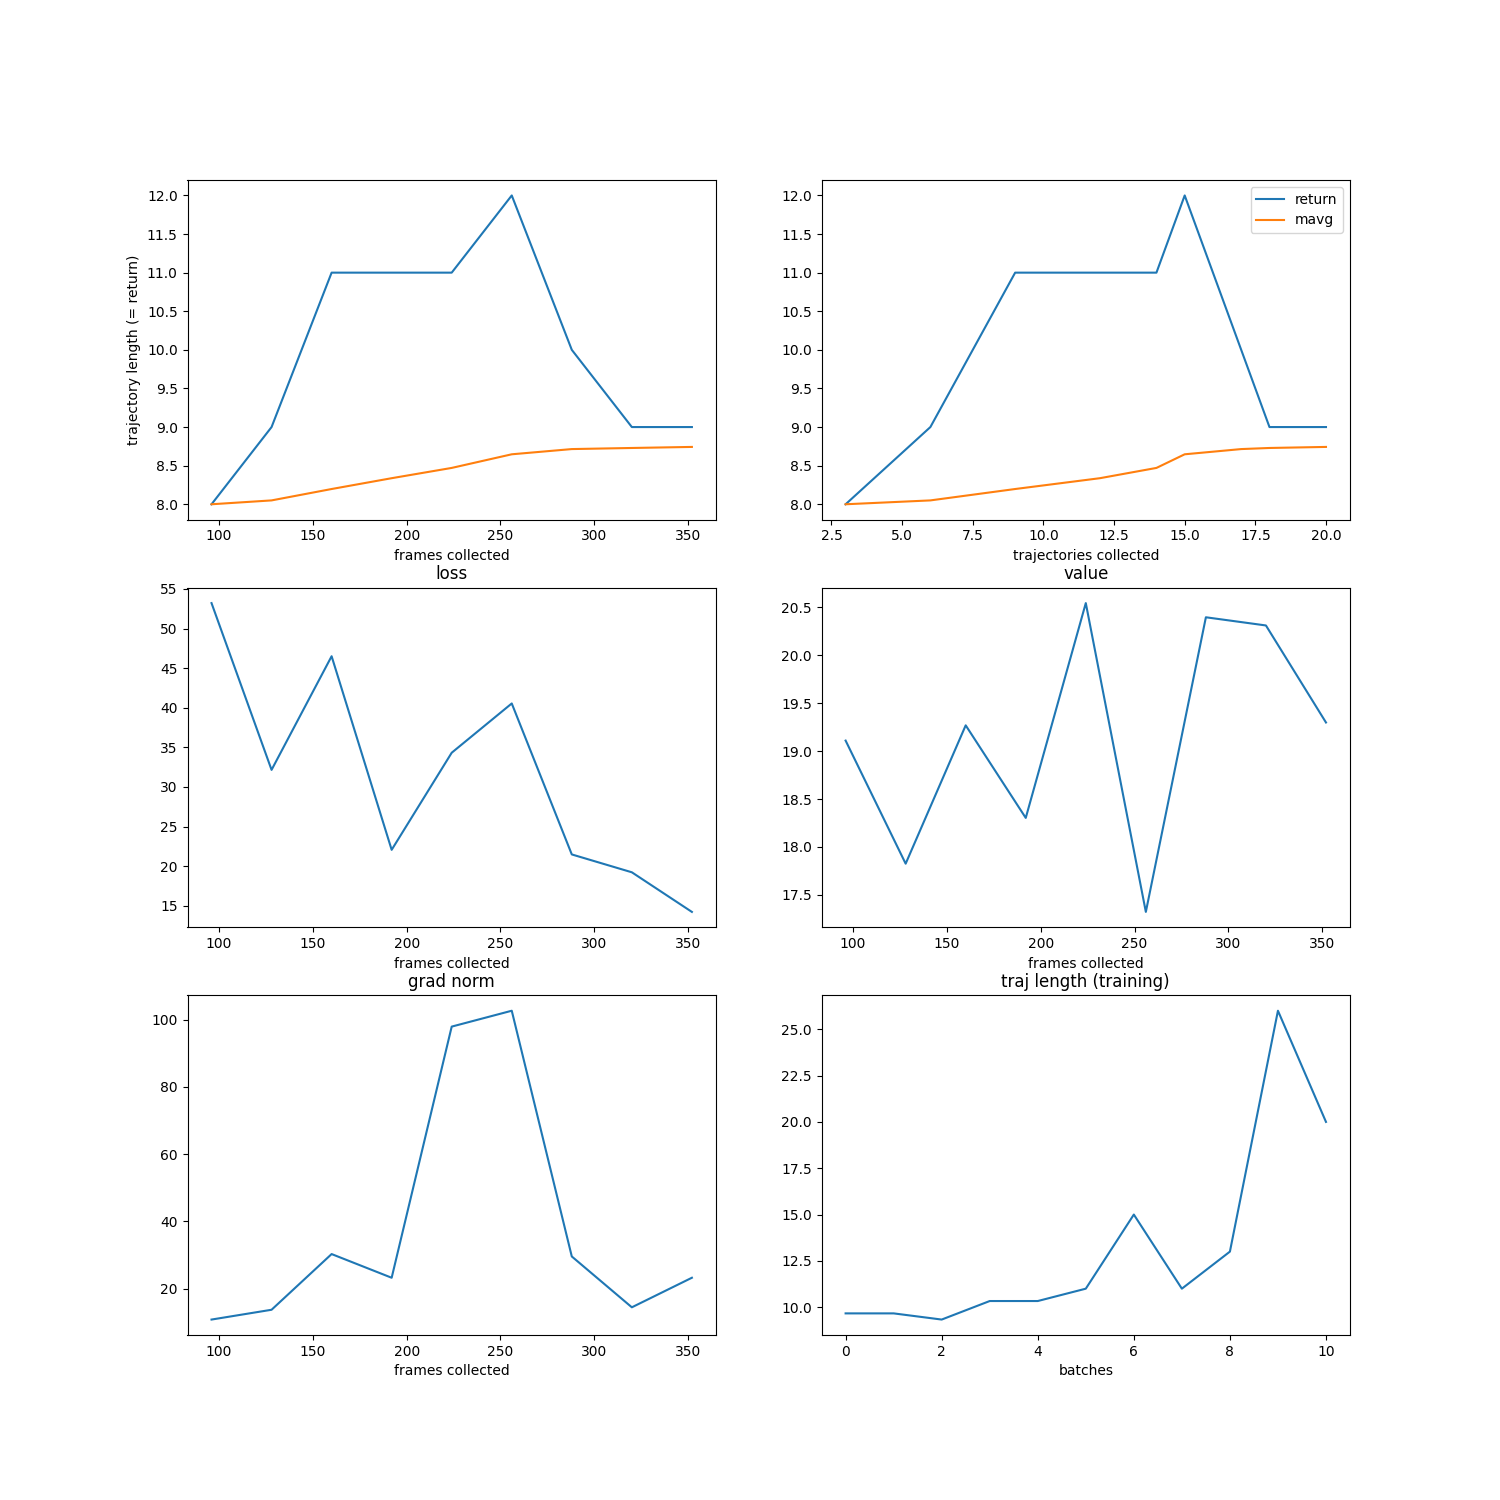 12.0
11.5
11.0
10.5
10.0
9.5
9.0
8.5
8.0
trajectory length (= return)
100 150 200 250 300 350
frames collected
12.0
11.5
11.0
10.5
10.0
9.5
9.0
8.5
8.0
return
mavg
2.5 5.0 7.5 10.0 12.5 15.0 17.5 20.0
trajectories collected
loss
55
50
45
40
35
30
25
20
15
100 150 200 250 300 350
frames collected
value
20.5
20.0
19.5
19.0
18.5
18.0
17.5
100 150 200 250 300 350
frames collected
grad norm
100
80
60
40
20
100 150 200 250 300 350
frames collected
traj length (training)
25.0
22.5
20.0
17.5
15.0
12.5
10.0
0 2 4 6 8 10
batches